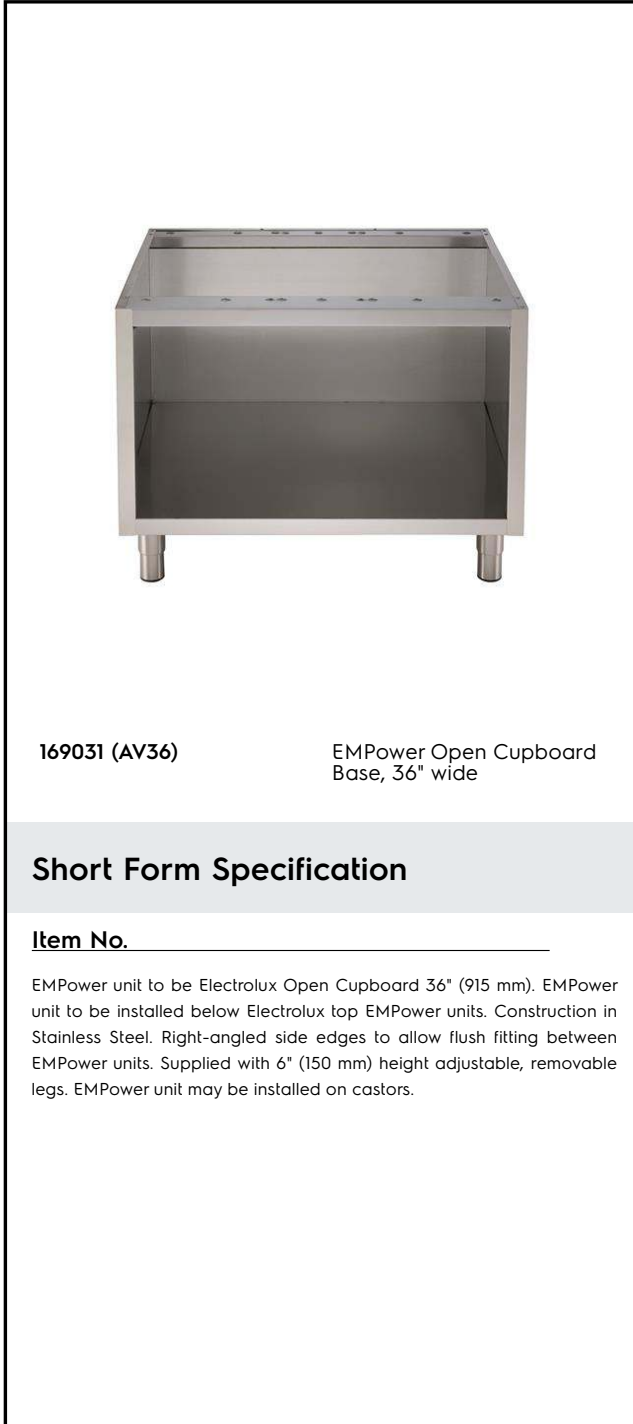 169031 (AV36)
EMPower Open Cupboard
Base, 36" wide
Short Form Specification
Item No.
EMPower unit to be Electrolux Open Cupboard 36" (915 mm). EMPower
unit to be installed below Electrolux top EMPower units. Construction in
Stainless Steel. Right-angled side edges to allow flush fitting between
EMPower units. Supplied with 6" (150 mm) height adjustable, removable
legs. EMPower unit may be installed on castors.